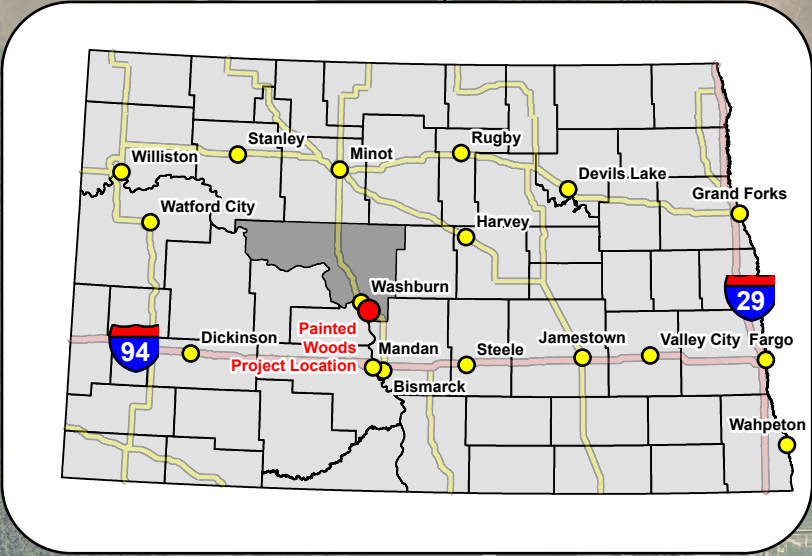 Stanley
Minot
Rugby
Williston
Devils Lake
Grand Forks
Watford City
Harvey
Washburn
29
Painted
Woods
Project Location
94
Dickinson
Mandan
Steele
Jamestown
Valley City
Fargo
Bismarck
Wahpeton